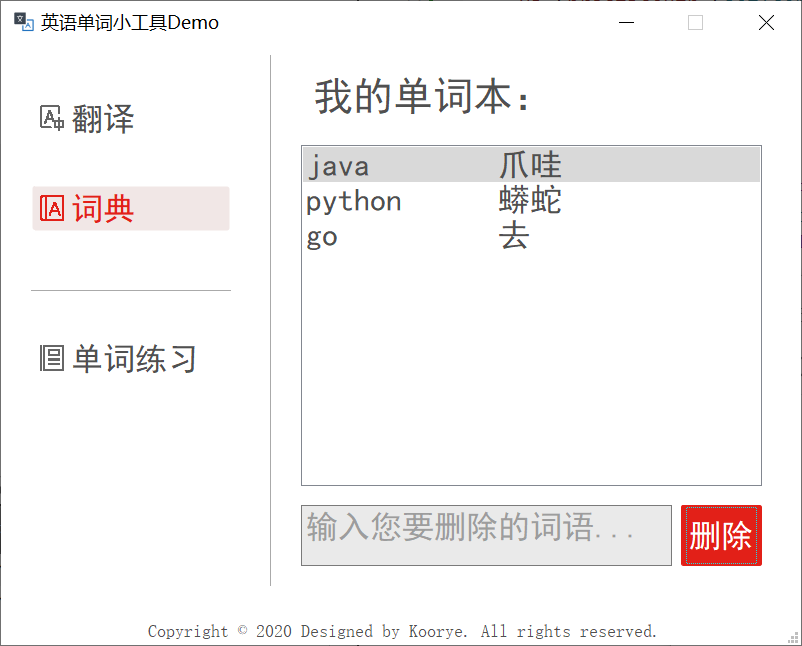 英语单词小工具Demo
翻译
词典
单词练习
我的单词本：
java 爪哇
python 蟒蛇
go 去
输入您要删除的词语...
删除
Copyright © 2020 Designed by Koorye. All rights reserved.